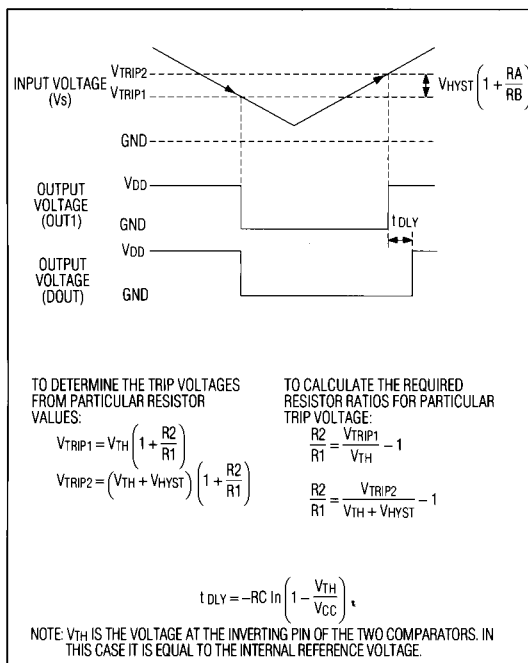 INPUT VOLTAGE
(Vs)
VTRIP2
VTRIP1
VHYST (1 + RA/RB)
GND
OUTPUT
VOLTAGE
(OUT1)
VDD
GND
t DLY
OUTPUT
VOLTAGE
(DOUT)
VDD
GND
TO DETERMINE THE TRIP VOLTAGES
FROM PARTICULAR RESISTOR
VALUES:
VTRIP1 = VTH (1 + R2/R1)
VTRIP2 = (VTH + VHYST) (1 + R2/R1)
TO CALCULATE THE REQUIRED
RESISTOR RATIOS FOR PARTICULAR
TRIP VOLTAGE:
R2/R1 = VTRIP1/VTH − 1
R2/R1 = VTRIP2/(VTH + VHYST) − 1
t DLY = −RC ln (1 − VTH/VCC)
NOTE: VTH IS THE VOLTAGE AT THE INVERTING PIN OF THE TWO COMPARATORS. IN
THIS CASE IT IS EQUAL TO THE INTERNAL REFERENCE VOLTAGE.